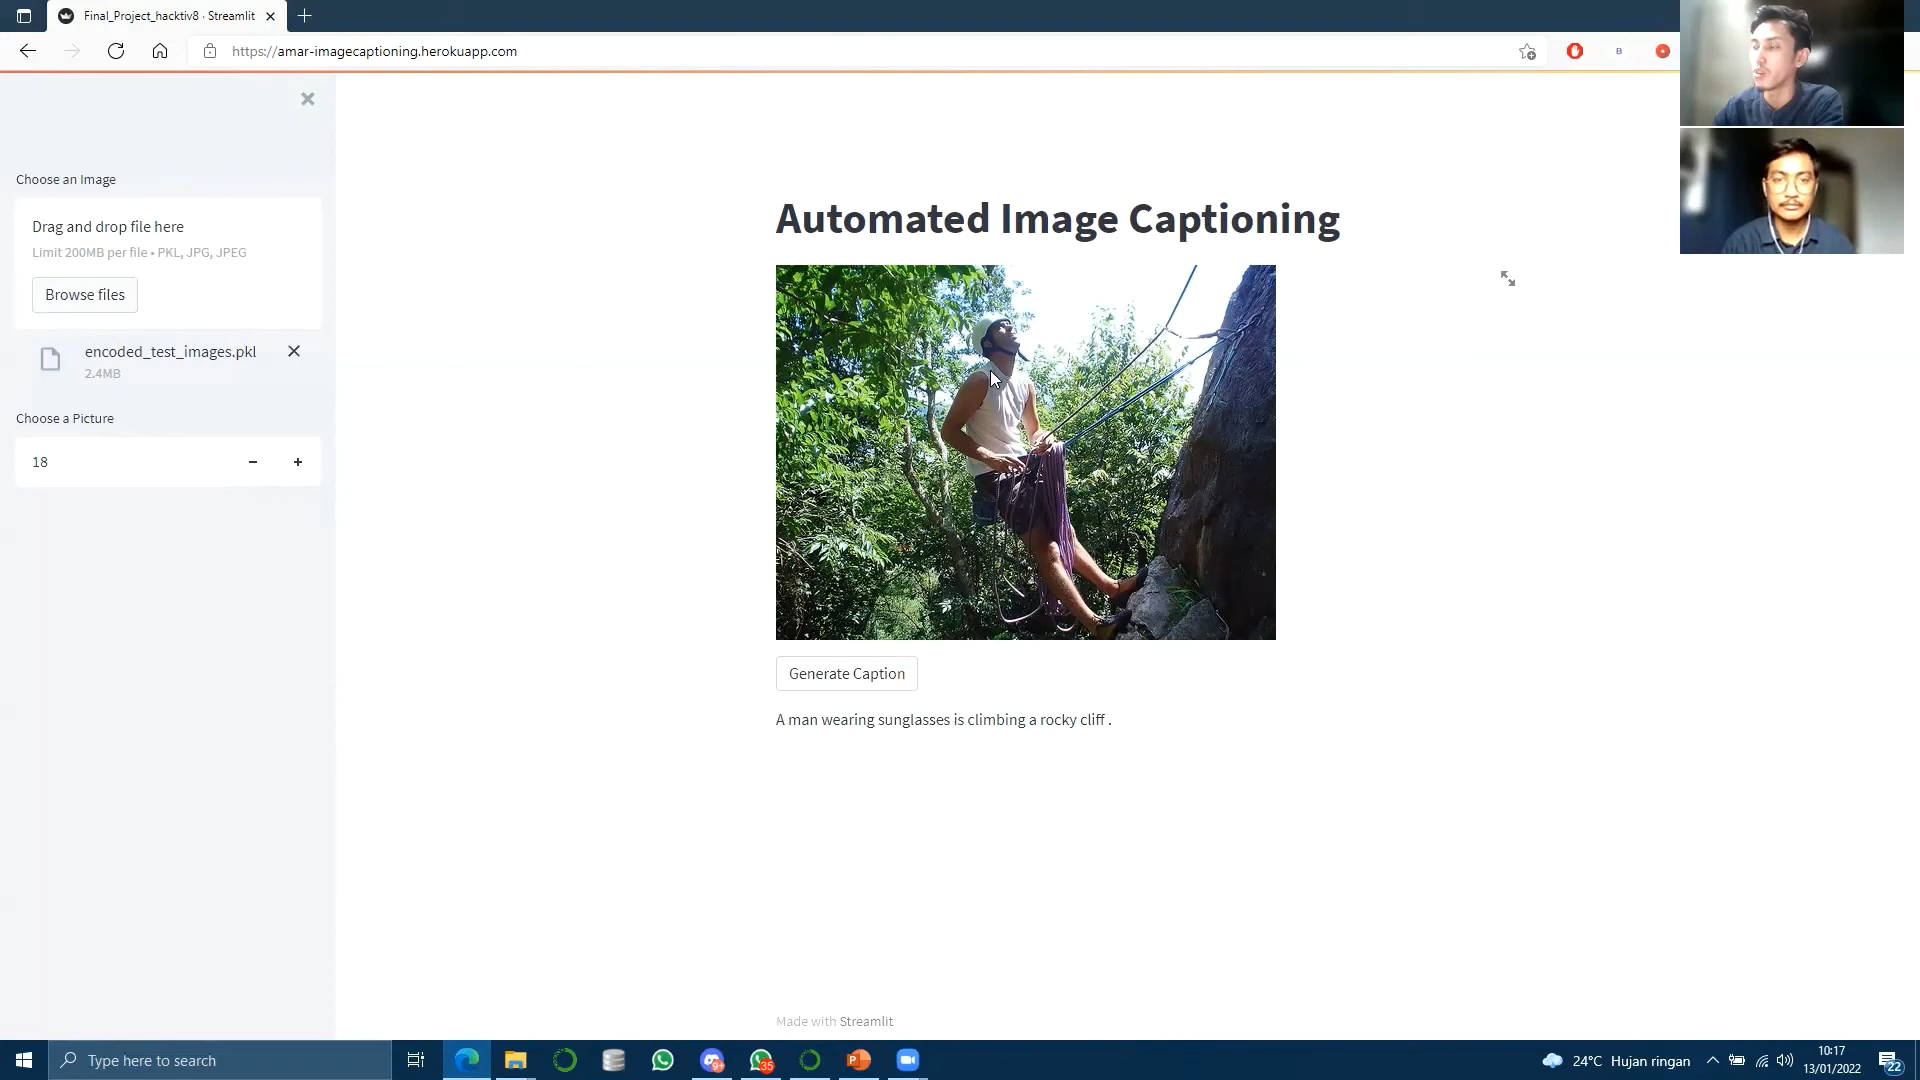 Final_Project_hacktiv8 · Streamlit
https://amar-imagecaptioning.herokuapp.com
B
Choose an Image
Drag and drop file here
Limit 200MB per file • PKL, JPG, JPEG
Browse files
encoded_test_images.pkl
2.4MB
Choose a Picture
18
Automated Image Captioning
Generate Caption
A man wearing sunglasses is climbing a rocky cliff .
Made with Streamlit
Type here to search
9+
35
P
24°C Hujan ringan
10:17
13/01/2022
22